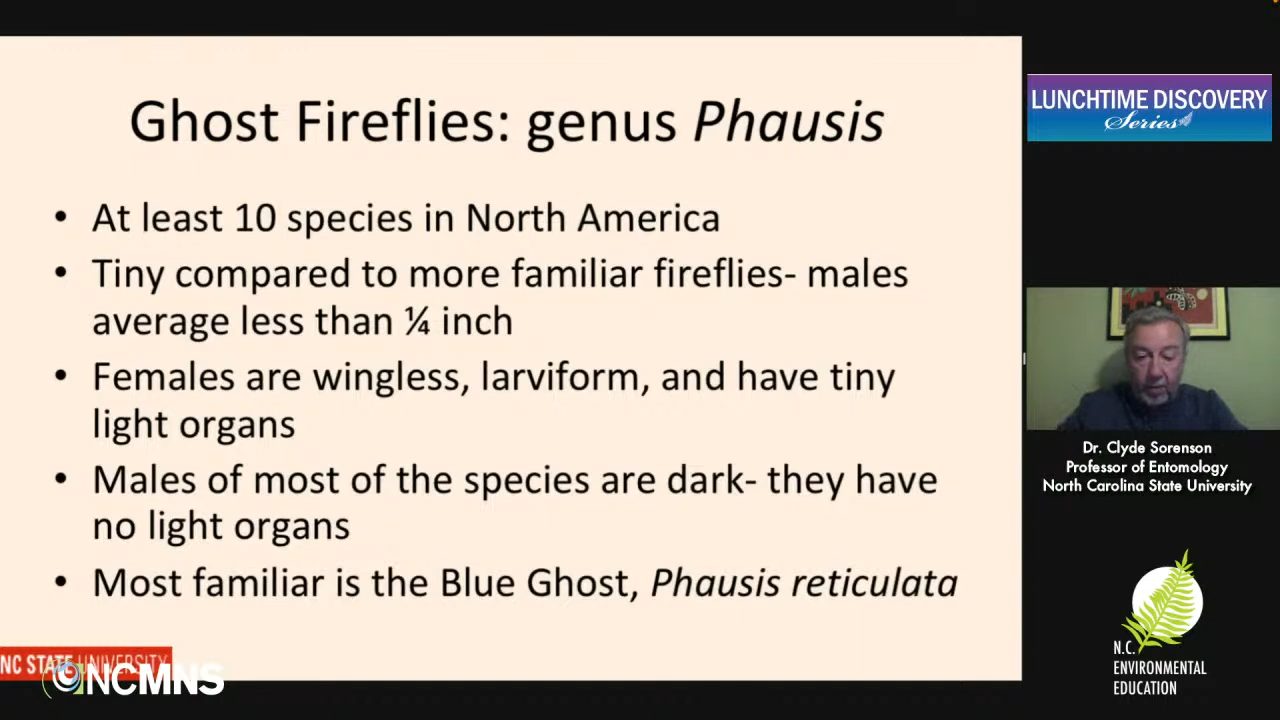 Ghost Fireflies: genus Phausis
• At least 10 species in North America
• Tiny compared to more familiar fireflies- males
average less than ¼ inch
• Females are wingless, larviform, and have tiny
light organs
• Males of most of the species are dark- they have
no light organs
• Most familiar is the Blue Ghost, Phausis reticulata
NC STATE UNIVERSITY
NCMNS
LUNCHTIME DISCOVERY
Series
Dr. Clyde Sorenson
Professor of Entomology
North Carolina State University
N.C.
ENVIRONMENTAL
EDUCATION